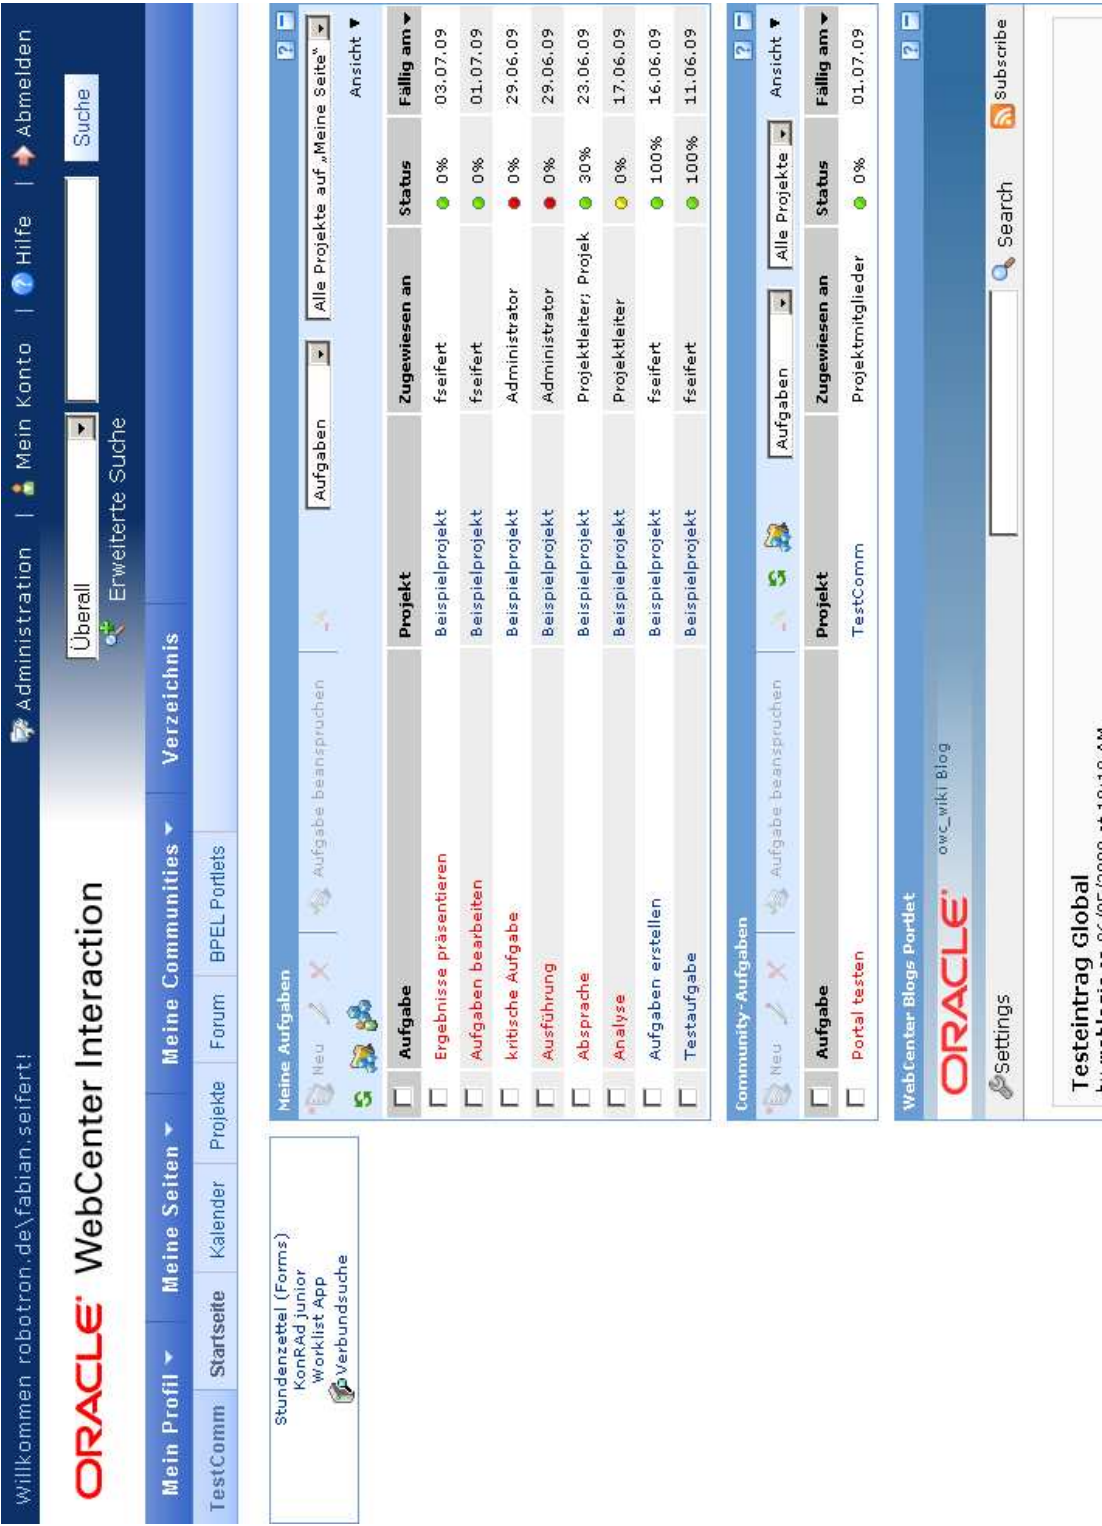 Willkommen robotron.de\fabian.seifert!
Administration | Mein Konto | Hilfe | Abmelden
ORACLE WebCenter Interaction
Überall
Suche
Erweiterte Suche
Mein Profil
Meine Seiten
Meine Communities
Verzeichnis
TestComm
Startseite
Kalender
Projekte
Forum
BPEL Portlets
Stundenzettel (Forms)
KonRAd junior
Worklist App
Verbundsuche
Meine Aufgaben
Neu
Aufgabe beanspruchen
Aufgaben
Alle Projekte auf „Meine Seite“
Ansicht
Aufgabe Projekt Zugewiesen an Status Fällig am
Ergebnisse präsentieren Beispielprojekt fseifert 0% 03.07.09
Aufgaben bearbeiten Beispielprojekt fseifert 0% 01.07.09
kritische Aufgabe Beispielprojekt Administrator 0% 29.06.09
Ausführung Beispielprojekt Administrator 0% 29.06.09
Absprache Beispielprojekt Projektleiter; Projek 30% 23.06.09
Analyse Beispielprojekt Projektleiter 0% 17.06.09
Aufgaben erstellen Beispielprojekt fseifert 100% 16.06.09
Testaufgabe Beispielprojekt fseifert 100% 11.06.09
Community-Aufgaben
Neu
Aufgabe beanspruchen
Aufgaben
Alle Projekte
Ansicht
Aufgabe Projekt Zugewiesen an Status Fällig am
Portal testen TestComm Projektmitglieder 0% 01.07.09
WebCenter Blogs Portlet
ORACLE owc_wiki Blog
Settings
Search
Subscribe
Testeintrag Global